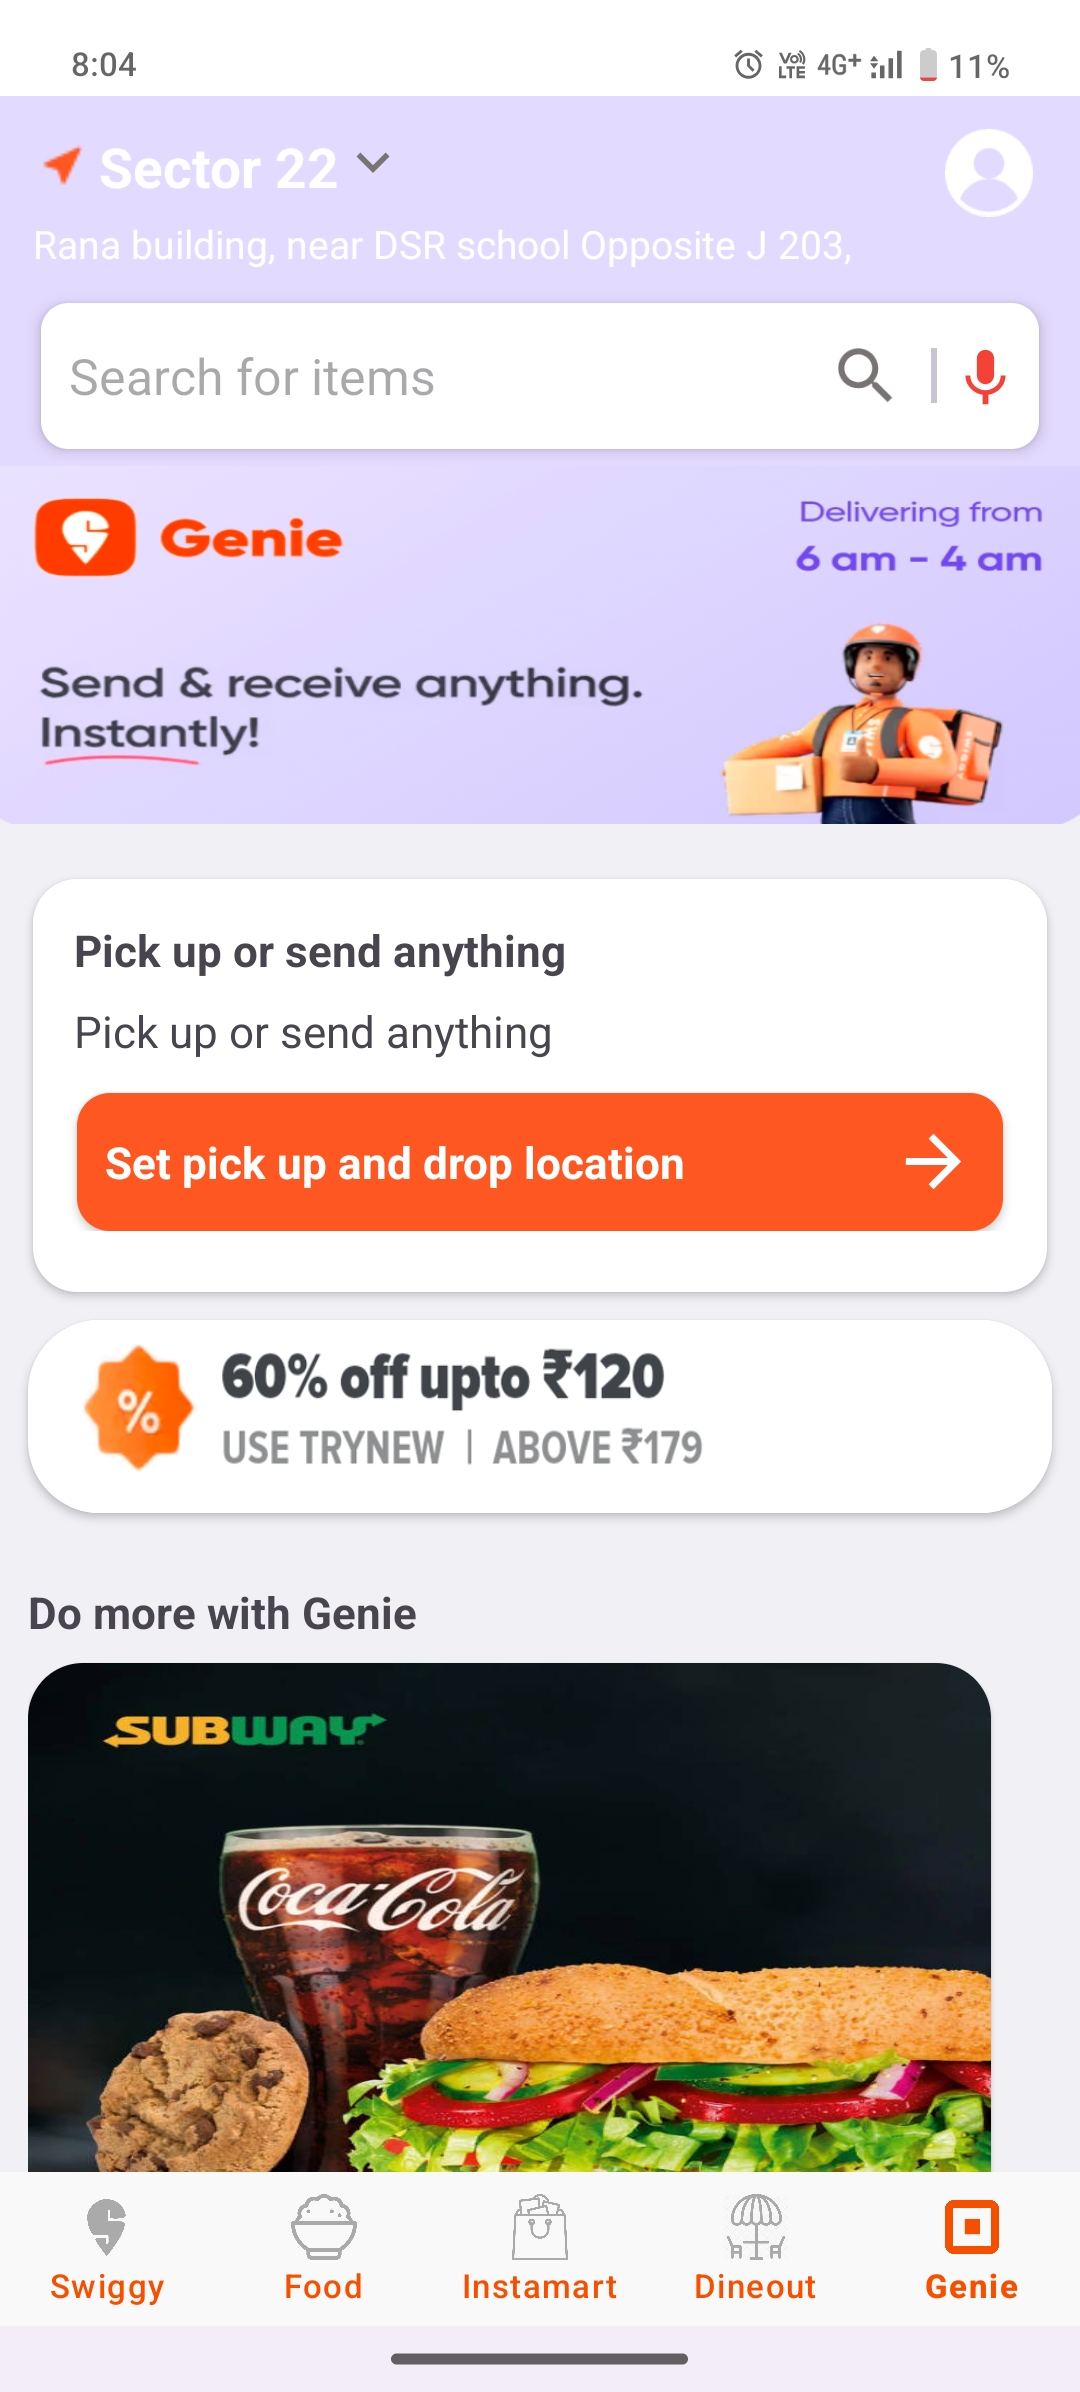 8:04
Vo) LTE 4G+ 11%
Sector 22
Rana building, near DSR school Opposite J 203,
Search for items
Genie
Delivering from
6 am - 4 am
Send & receive anything.
Instantly!
Pick up or send anything
Pick up or send anything
Set pick up and drop location
60% off upto ₹120
USE TRYNEW | ABOVE ₹179
Do more with Genie
SUBWAY
Coca-Cola
Swiggy Food Instamart Dineout Genie